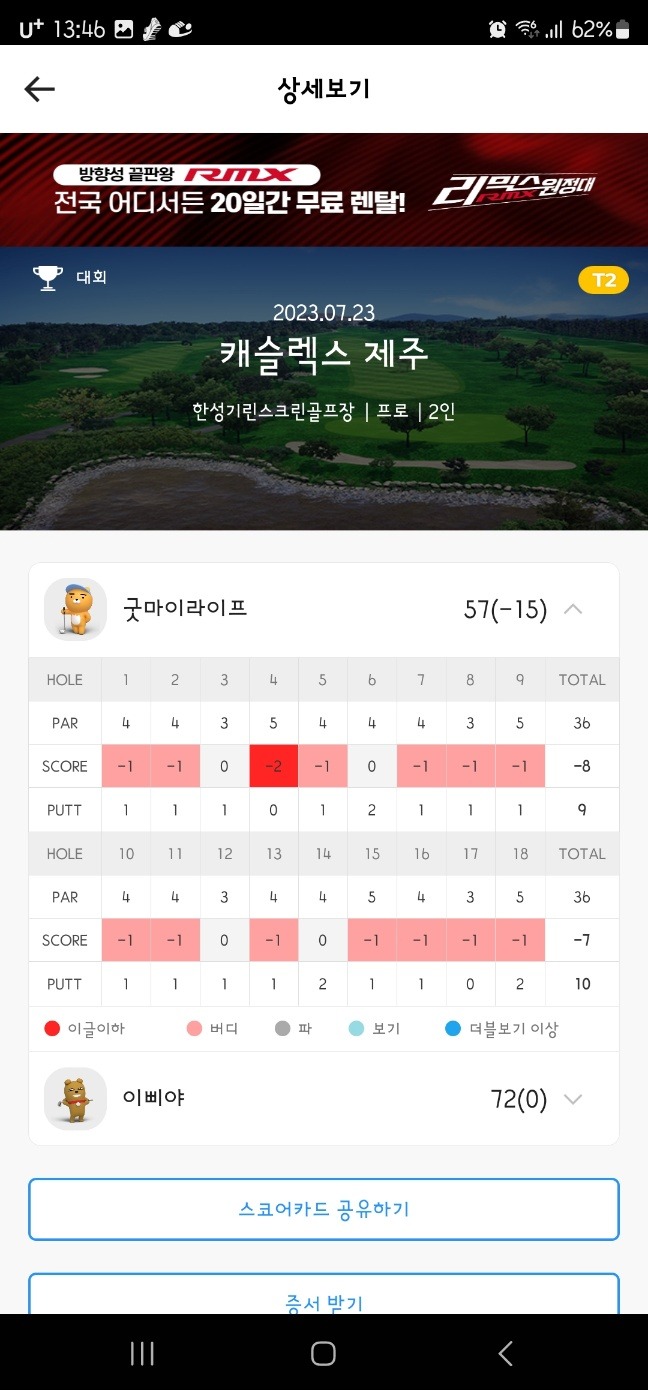 U+ 13:46 62%
상세보기
방향성 끝판왕 RMX
전국 어디서든 20일간 무료 렌탈!
리믹스원정대
RMX
대회 T2
2023.07.23
캐슬렉스 제주
한성기린스크린골프장 | 프로 | 2인
굿마이라이프 57(-15)
HOLE 1 2 3 4 5 6 7 8 9 TOTAL
PAR 4 4 3 5 4 4 4 3 5 36
SCORE -1 -1 0 -2 -1 0 -1 -1 -1 -8
PUTT 1 1 1 0 1 2 1 1 1 9
HOLE 10 11 12 13 14 15 16 17 18 TOTAL
PAR 4 4 3 4 4 5 4 3 5 36
SCORE -1 -1 0 -1 0 -1 -1 -1 -1 -7
PUTT 1 1 1 1 2 1 1 0 2 10
이글이하 버디 파 보기 더블보기 이상
이삐야 72(0)
스코어카드 공유하기
증서 받기